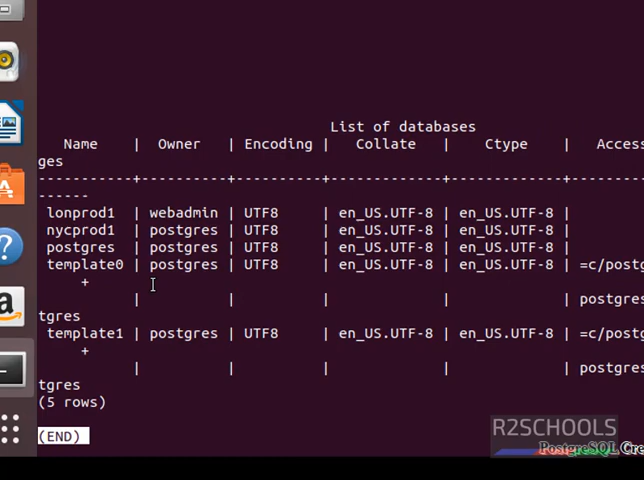 List of databases
Name | Owner | Encoding | Collate | Ctype | Access
ges
-----------+----------+----------+-------------+-------------+---------
------
lonprod1 | webadmin | UTF8 | en_US.UTF-8 | en_US.UTF-8 |
nycprod1 | postgres | UTF8 | en_US.UTF-8 | en_US.UTF-8 |
postgres | postgres | UTF8 | en_US.UTF-8 | en_US.UTF-8 |
template0 | postgres | UTF8 | en_US.UTF-8 | en_US.UTF-8 | =c/postg
+
| | | | | postgres
tgres
template1 | postgres | UTF8 | en_US.UTF-8 | en_US.UTF-8 | =c/postg
+
| | | | | postgres
tgres
(5 rows)
(END)
R2SCHOOLS
PostgreSQL Cre